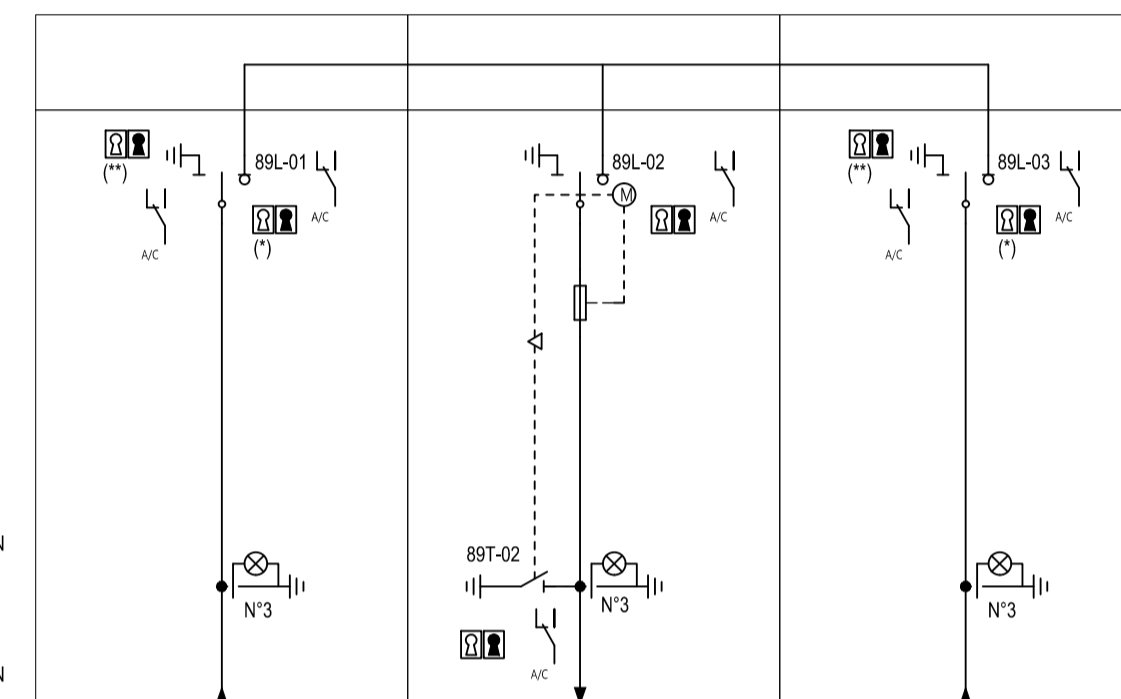 89L-01
(**)
A/C
A/C
(*)
89L-02
M
A/C
89L-03
(**)
A/C
A/C
(*)
N°3
89T-02
N°3
A/C
N°3
N
N